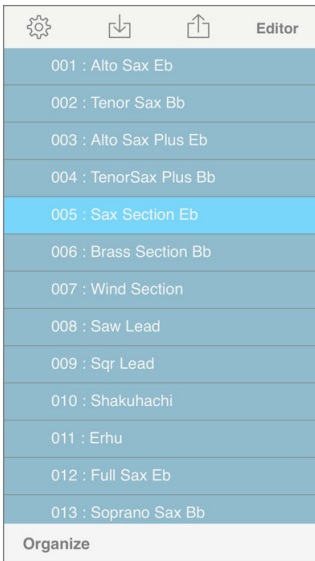 Editor
001 : Alto Sax Eb
002 : Tenor Sax Bb
003 : Alto Sax Plus Eb
004 : TenorSax Plus Bb
005 : Sax Section Eb
006 : Brass Section Bb
007 : Wind Section
008 : Saw Lead
009 : Sqr Lead
010 : Shakuhachi
011 : Erhu
012 : Full Sax Eb
013 : Soprano Sax Bb
Organize